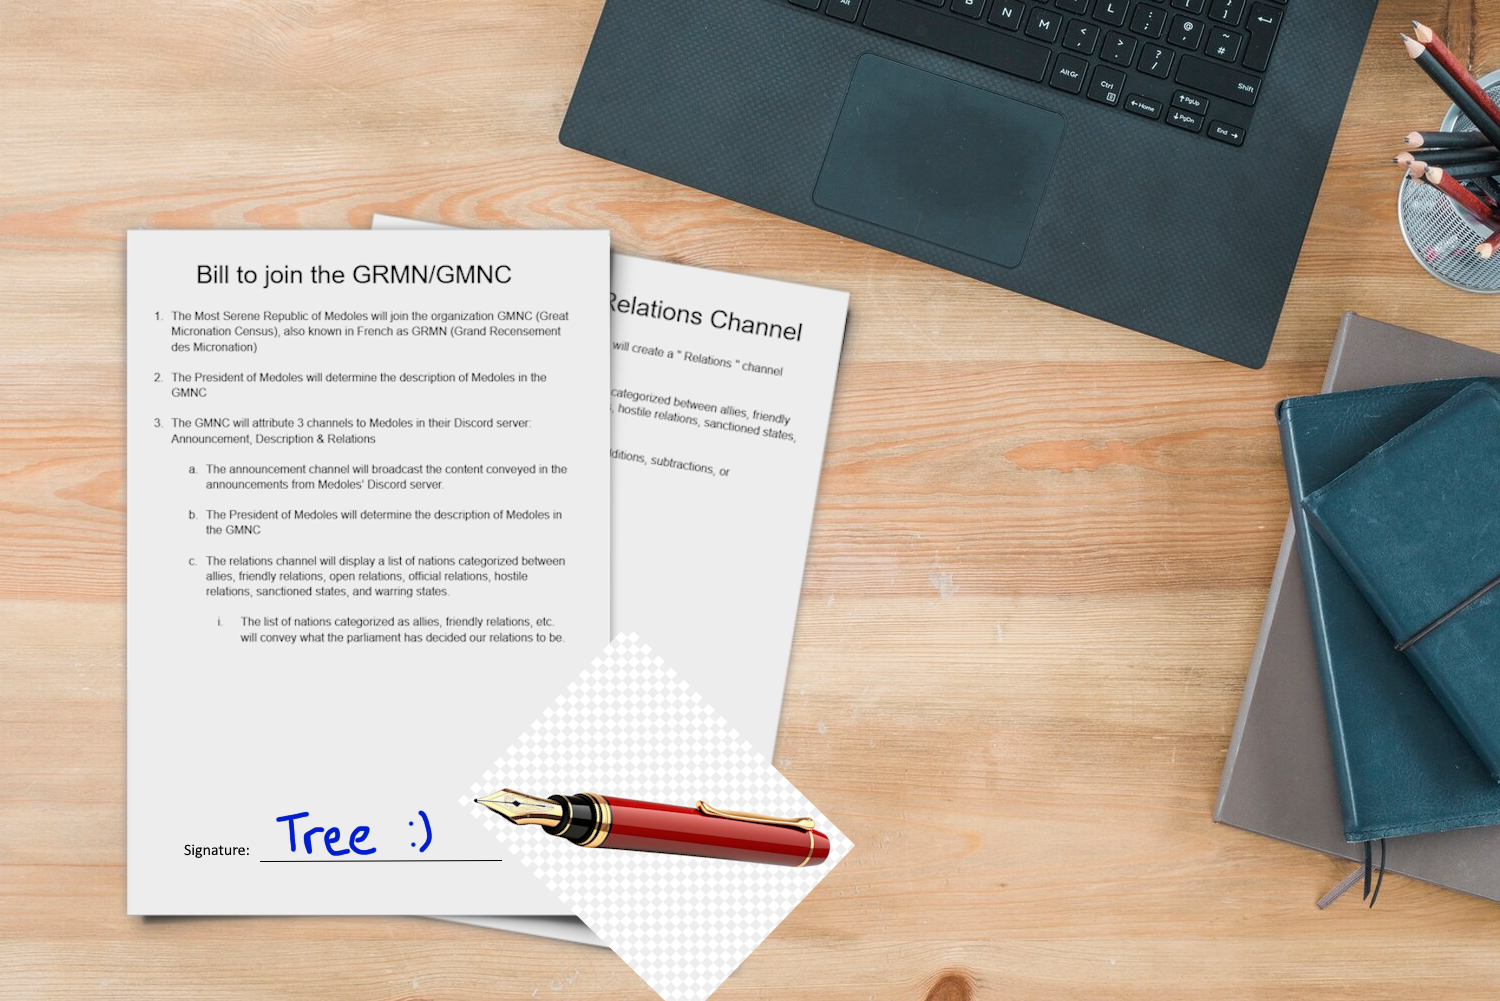 Bill to join the GRMN/GMNC
1. The Most Serene Republic of Medoles will join the organization GMNC (Great
Micronation Census), also known in French as GRMN (Grand Recensement
des Micronation)
2. The President of Medoles will determine the description of Medoles in the
GMNC
3. The GMNC will attribute 3 channels to Medoles in their Discord server:
Announcement, Description & Relations
a. The announcement channel will broadcast the content conveyed in the
announcements from Medoles' Discord server.
b. The President of Medoles will determine the description of Medoles in
the GMNC
c. The relations channel will display a list of nations categorized between
allies, friendly relations, open relations, official relations, hostile
relations, sanctioned states, and warring states.
i. The list of nations categorized as allies, friendly relations, etc.
will convey what the parliament has decided our relations to be.
Signature: Tree :)
Relations Channel
will create a " Relations " channel
categorized between allies, friendly
, hostile relations, sanctioned states,
subtractions, or
Alt
B N M < , > . ? /
L : ; @ ' ~ #
Alt Gr
Ctrl
Shift
← Home
↑ PgUp
↓ PgDn
End →